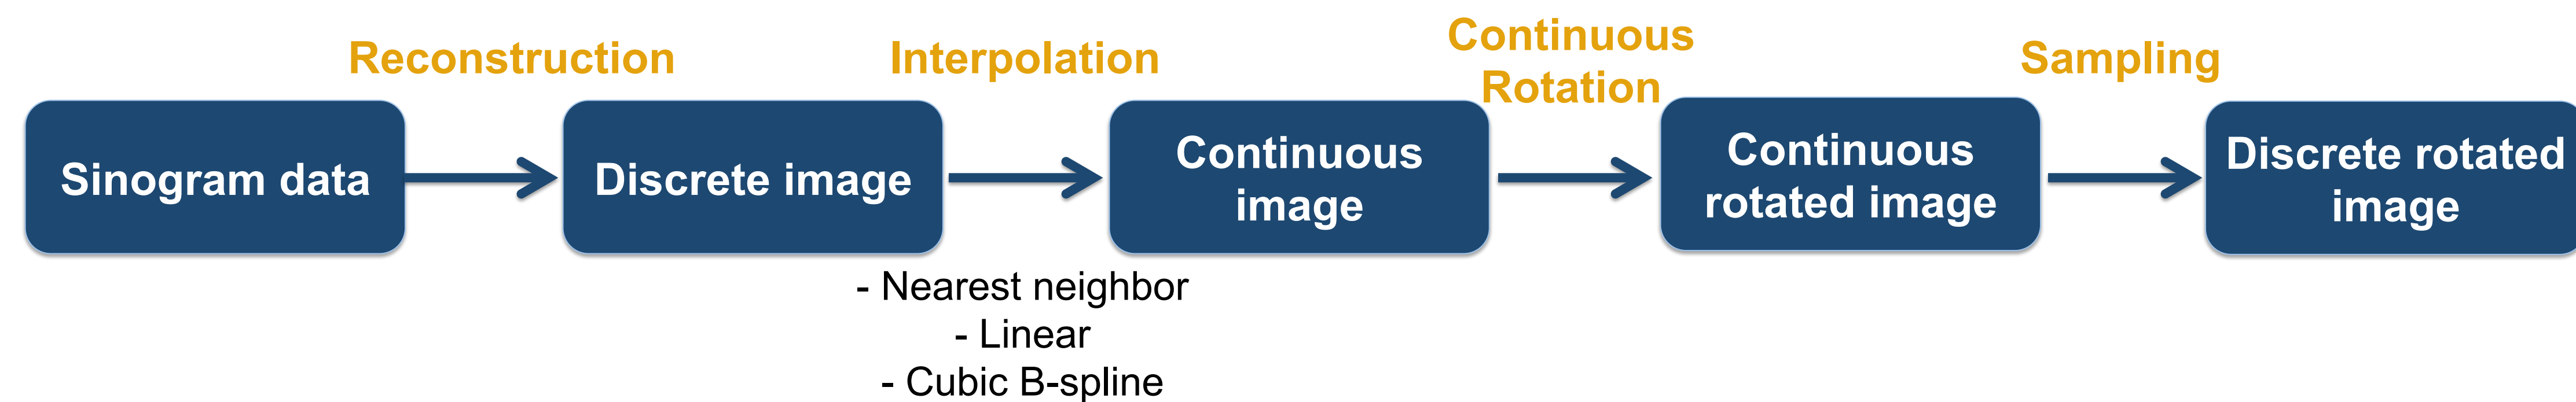 Reconstruction
Interpolation
Continuous
Rotation
Sampling
Sinogram data
Discrete image
Continuous
image
Continuous
rotated image
Discrete rotated
image
- Nearest neighbor
- Linear
- Cubic B-spline